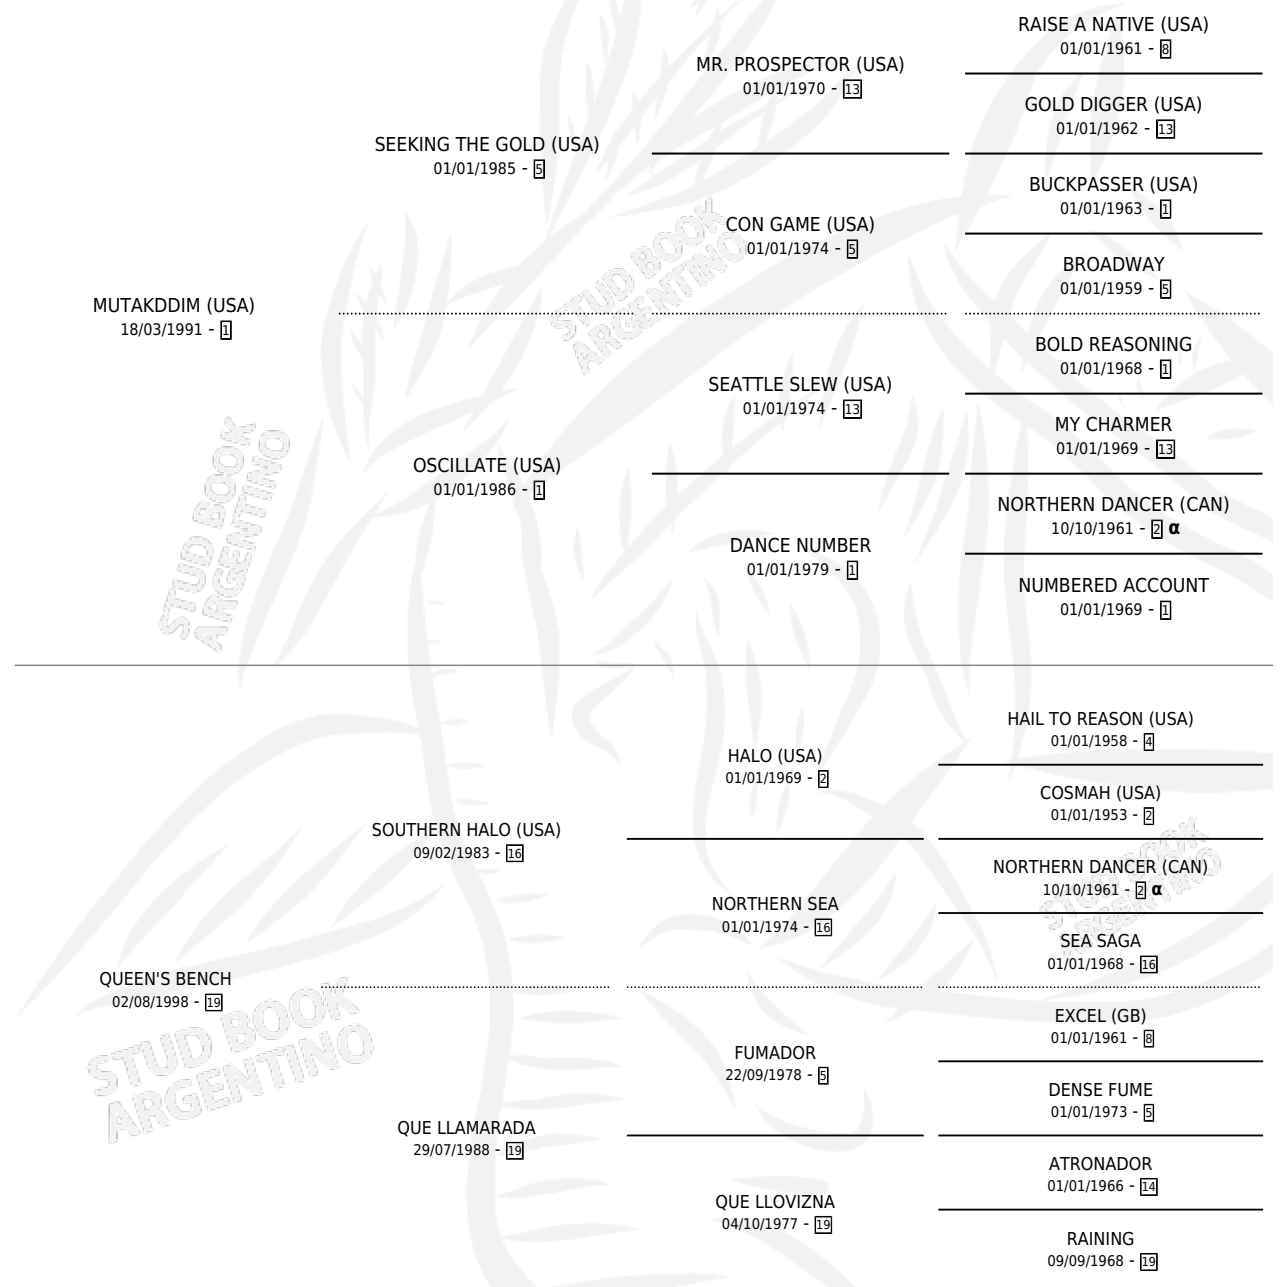 RAISE A NATIVE (USA)
01/01/1961 - 8
MR. PROSPECTOR (USA)
01/01/1970 - 13
GOLD DIGGER (USA)
01/01/1962 - 13
SEEKING THE GOLD (USA)
01/01/1985 - 5
BUCKPASSER (USA)
01/01/1963 - 1
CON GAME (USA)
01/01/1974 - 5
BROADWAY
01/01/1959 - 5
MUTAKDDIM (USA)
18/03/1991 - 1
BOLD REASONING
01/01/1968 - 1
SEATTLE SLEW (USA)
01/01/1974 - 13
MY CHARMER
01/01/1969 - 13
OSCILLATE (USA)
01/01/1986 - 1
NORTHERN DANCER (CAN)
10/10/1961 - 2 α
DANCE NUMBER
01/01/1979 - 1
NUMBERED ACCOUNT
01/01/1969 - 1
HAIL TO REASON (USA)
01/01/1958 - 4
HALO (USA)
01/01/1969 - 2
COSMAH (USA)
01/01/1953 - 2
SOUTHERN HALO (USA)
09/02/1983 - 16
NORTHERN DANCER (CAN)
10/10/1961 - 2 α
NORTHERN SEA
01/01/1974 - 16
SEA SAGA
01/01/1968 - 16
QUEEN'S BENCH
02/08/1998 - 19
EXCEL (GB)
01/01/1961 - 8
FUMADOR
22/09/1978 - 5
DENSE FUME
01/01/1973 - 5
QUE LLAMARADA
29/07/1988 - 19
ATRONADOR
01/01/1966 - 14
QUE LLOVIZNA
04/10/1977 - 19
RAINING
09/09/1968 - 19
STUD BOOK
ARGENTINO
STUD BOOK
ARGENTINO
STUD BOOK
ARGENTINO
STUD BOOK
ARGENTINO